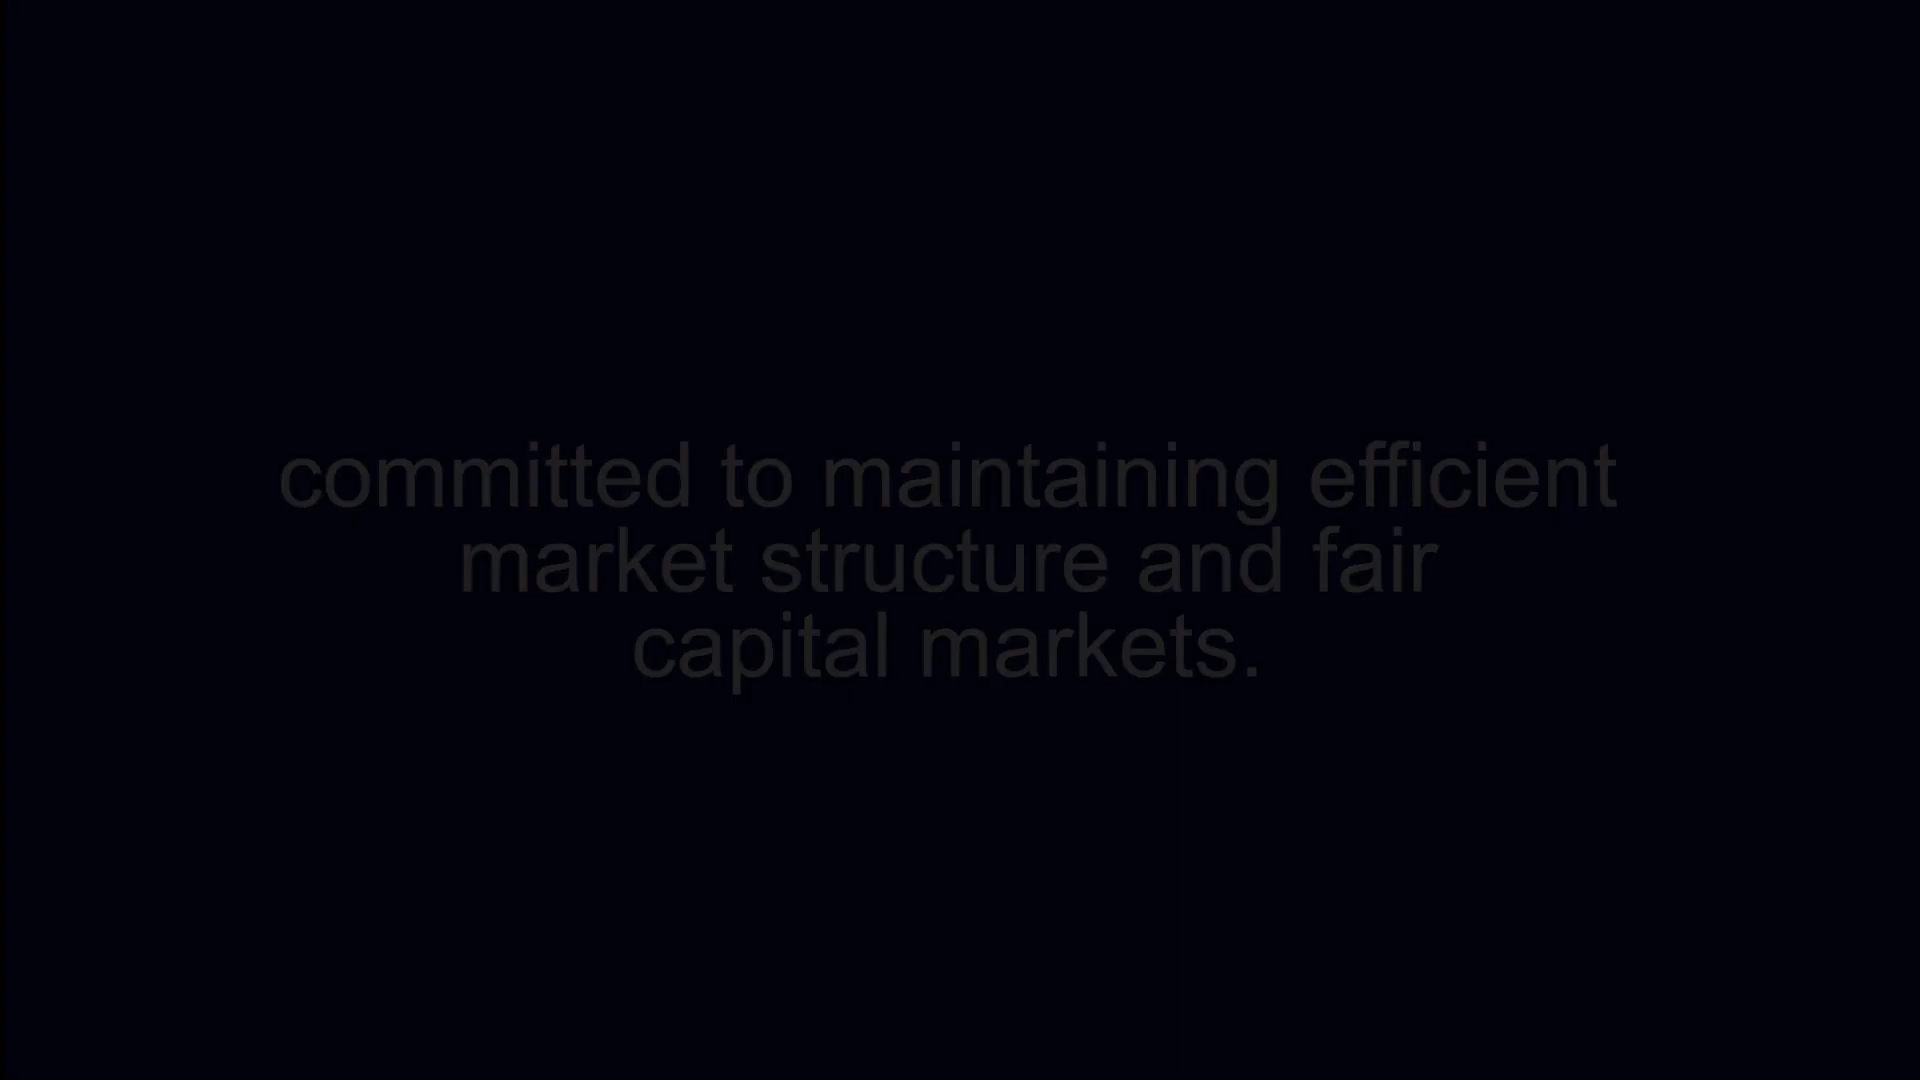 committed to maintaining efficient
market structure and fair
capital markets.